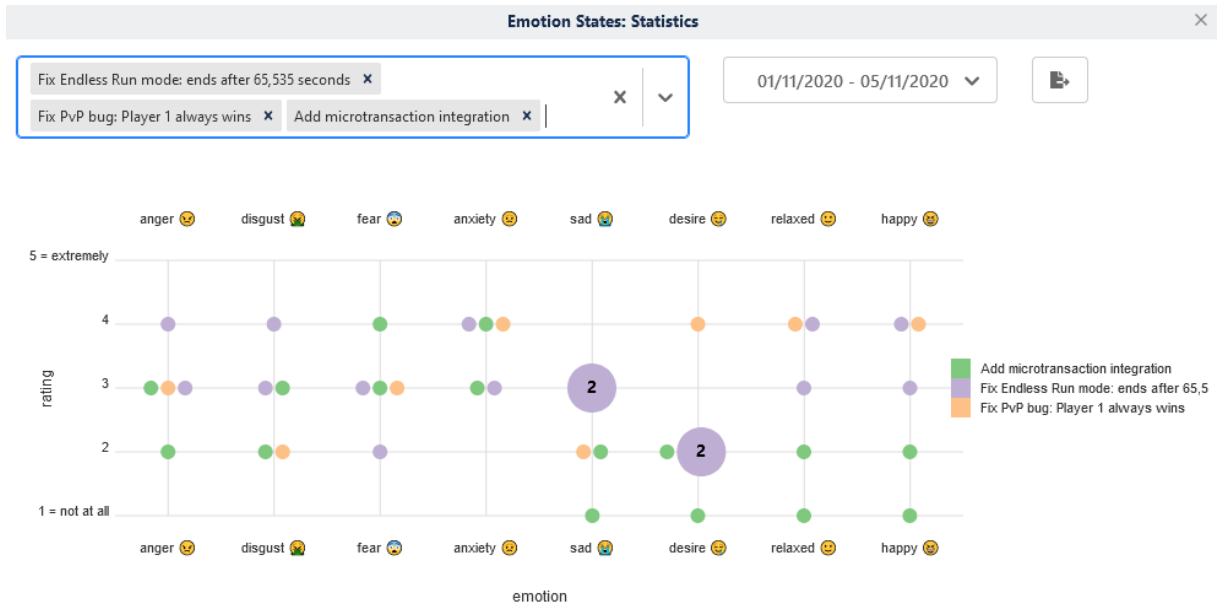 Emotion States: Statistics
Fix Endless Run mode: ends after 65,535 seconds
Fix PvP bug: Player 1 always wins Add microtransaction integration
01/11/2020 - 05/11/2020
anger disgust fear anxiety sad desire relaxed happy
5 = extremely
4
3
2
1 = not at all
rating
2
2
Add microtransaction integration
Fix Endless Run mode: ends after 65,5
Fix PvP bug: Player 1 always wins
anger disgust fear anxiety sad desire relaxed happy
emotion